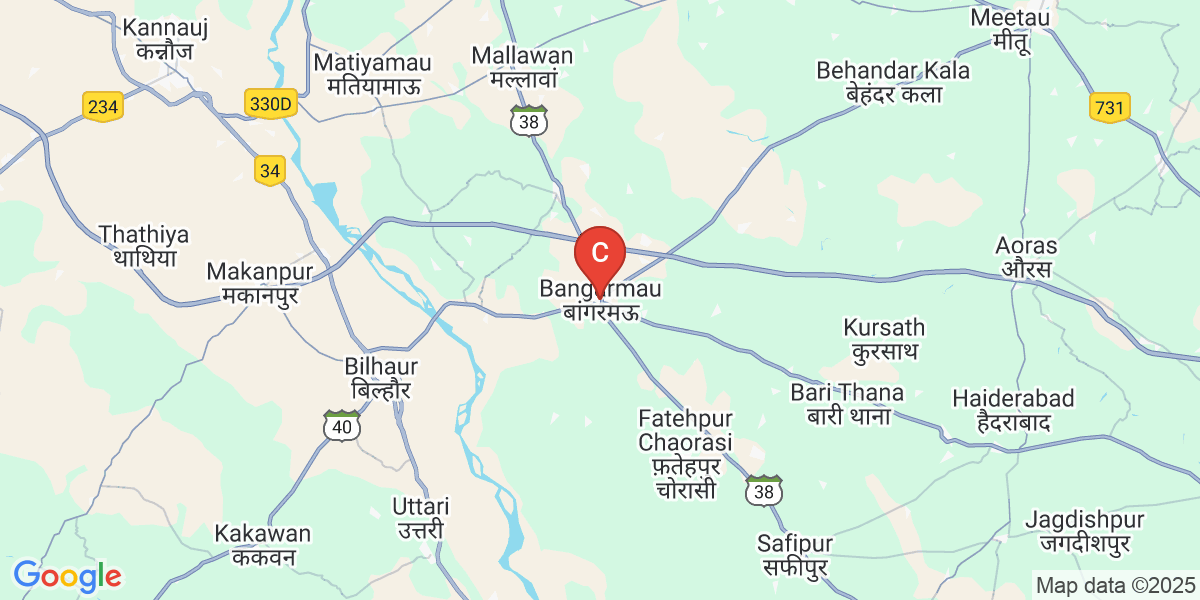 Kannauj
कन्नौज
Meetau
मीतू
Mallawan
मल्लावां
Matiyamau
मतियामाऊ
Behandar Kala
बेहंदर कला
234
330D
38
731
34
C
Thathiya
थाथिया
Aoras
औरस
Makanpur
मकानपुर
Bangarmau
बांगरमऊ
Kursath
कुरसाथ
Bilhaur
बिल्हौर
Bari Thana
बारी थाना
Haiderabad
हैदराबाद
40
Fatehpur
Chaorasi
फ़तेहपुर
चोरासी
38
Uttari
उत्तरी
Kakawan
ककवन
Jagdishpur
जगदीशपुर
Safipur
सफीपुर
Google
Map data ©2025